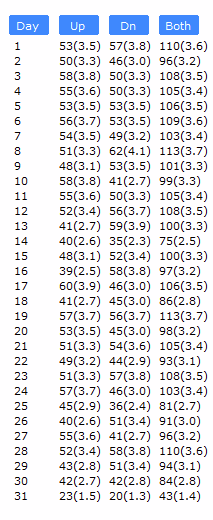 Day Up Dn Both
1 53(3.5) 57(3.8) 110(3.6)
2 50(3.3) 46(3.0) 96(3.2)
3 58(3.8) 50(3.3) 108(3.5)
4 55(3.6) 50(3.3) 105(3.4)
5 53(3.5) 53(3.5) 106(3.5)
6 56(3.7) 53(3.5) 109(3.6)
7 54(3.5) 49(3.2) 103(3.4)
8 51(3.3) 62(4.1) 113(3.7)
9 48(3.1) 53(3.5) 101(3.3)
10 58(3.8) 41(2.7) 99(3.3)
11 55(3.6) 50(3.3) 105(3.4)
12 52(3.4) 56(3.7) 108(3.5)
13 41(2.7) 59(3.9) 100(3.3)
14 40(2.6) 35(2.3) 75(2.5)
15 48(3.1) 52(3.4) 100(3.3)
16 39(2.5) 58(3.8) 97(3.2)
17 60(3.9) 46(3.0) 106(3.5)
18 41(2.7) 45(3.0) 86(2.8)
19 57(3.7) 56(3.7) 113(3.7)
20 53(3.5) 45(3.0) 98(3.2)
21 51(3.3) 54(3.6) 105(3.4)
22 49(3.2) 44(2.9) 93(3.1)
23 51(3.3) 57(3.8) 108(3.5)
24 57(3.7) 46(3.0) 103(3.4)
25 45(2.9) 36(2.4) 81(2.7)
26 40(2.6) 51(3.4) 91(3.0)
27 55(3.6) 41(2.7) 96(3.2)
28 52(3.4) 58(3.8) 110(3.6)
29 43(2.8) 51(3.4) 94(3.1)
30 42(2.7) 42(2.8) 84(2.8)
31 23(1.5) 20(1.3) 43(1.4)